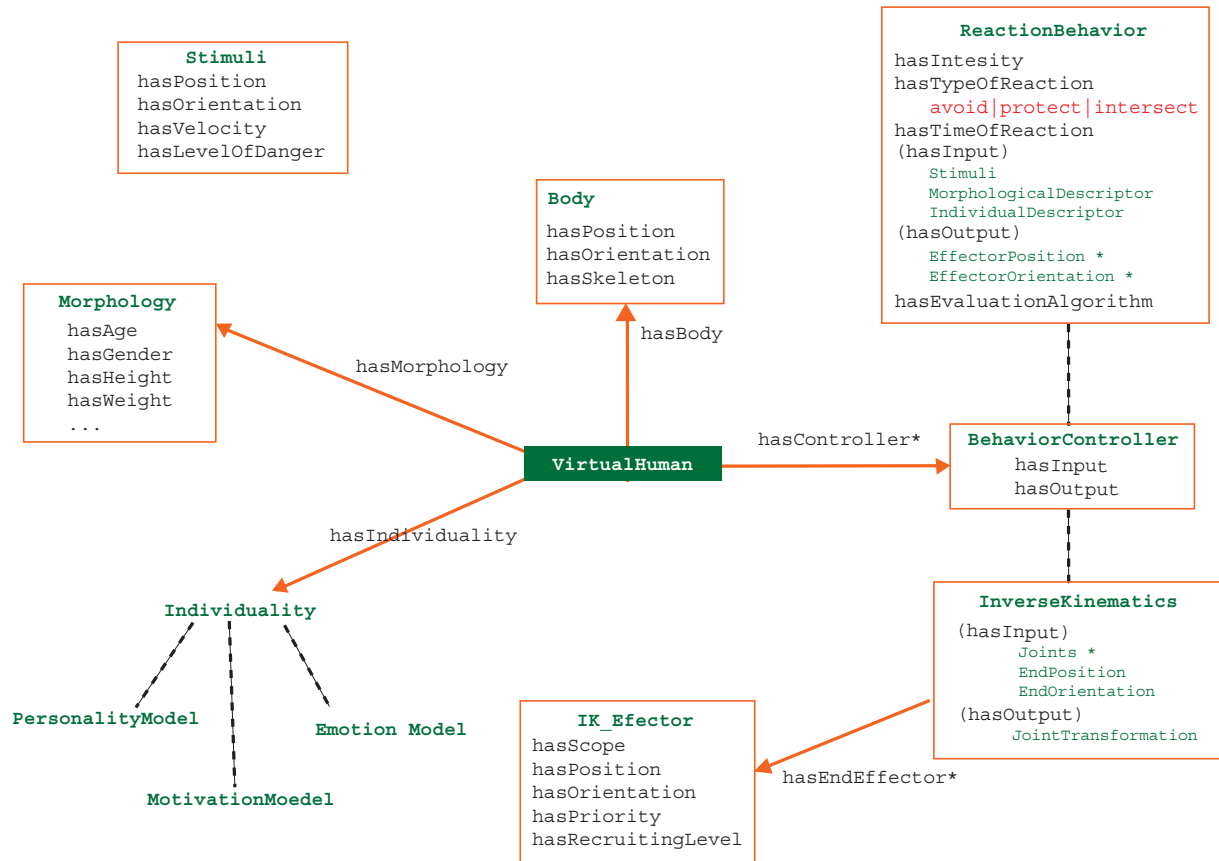 Stimuli
hasPosition
hasOrientation
hasVelocity
hasLevelOfDanger
ReactionBehavior
hasIntesity
hasTypeOfReaction
avoid|protect|intersect
hasTimeOfReaction
(hasInput)
Stimuli
MorphologicalDescriptor
IndividualDescriptor
(hasOutput)
EffectorPosition *
EffectorOrientation *
hasEvaluationAlgorithm
Body
hasPosition
hasOrientation
hasSkeleton
Morphology
hasAge
hasGender
hasHeight
hasWeight
...
hasBody
hasMorphology
VirtualHuman
hasController*
BehaviorController
hasInput
hasOutput
hasIndividuality
Individuality
PersonalityModel
Emotion Model
MotivationMoedel
InverseKinematics
(hasInput)
Joints *
EndPosition
EndOrientation
(hasOutput)
JointTransformation
hasEndEffector*
IK_Efector
hasScope
hasPosition
hasOrientation
hasPriority
hasRecruitingLevel